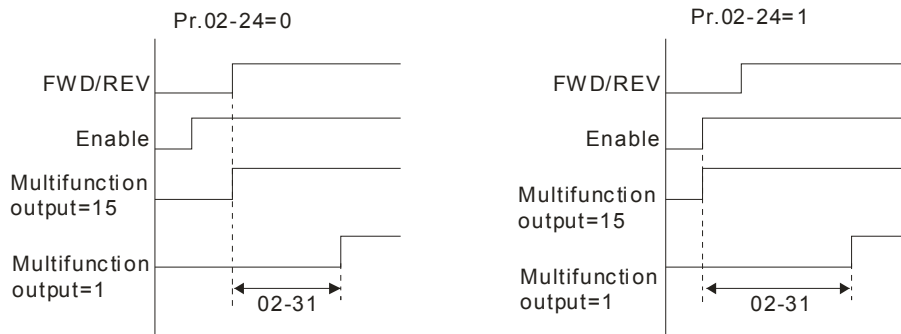 Pr.02-24=0
FWD/REV
Enable
Multifunction
output=15
Multifunction
output=1
02-31
Pr.02-24=1
FWD/REV
Enable
Multifunction
output=15
Multifunction
output=1
02-31